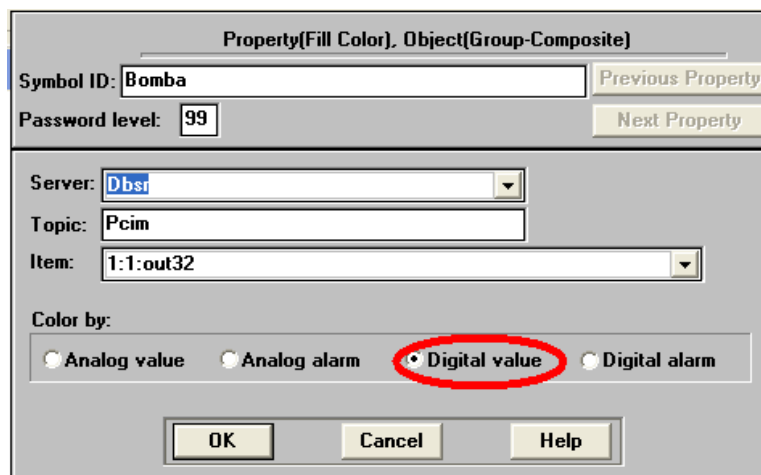 Property(Fill Color), Object(Group-Composite)
Symbol ID: Bomba Previous Property
Password level: 99 Next Property
Server: Dbsr
Topic: Pcim
Item: 1:1:out32
Color by:
Analog value Analog alarm Digital value Digital alarm
OK Cancel Help